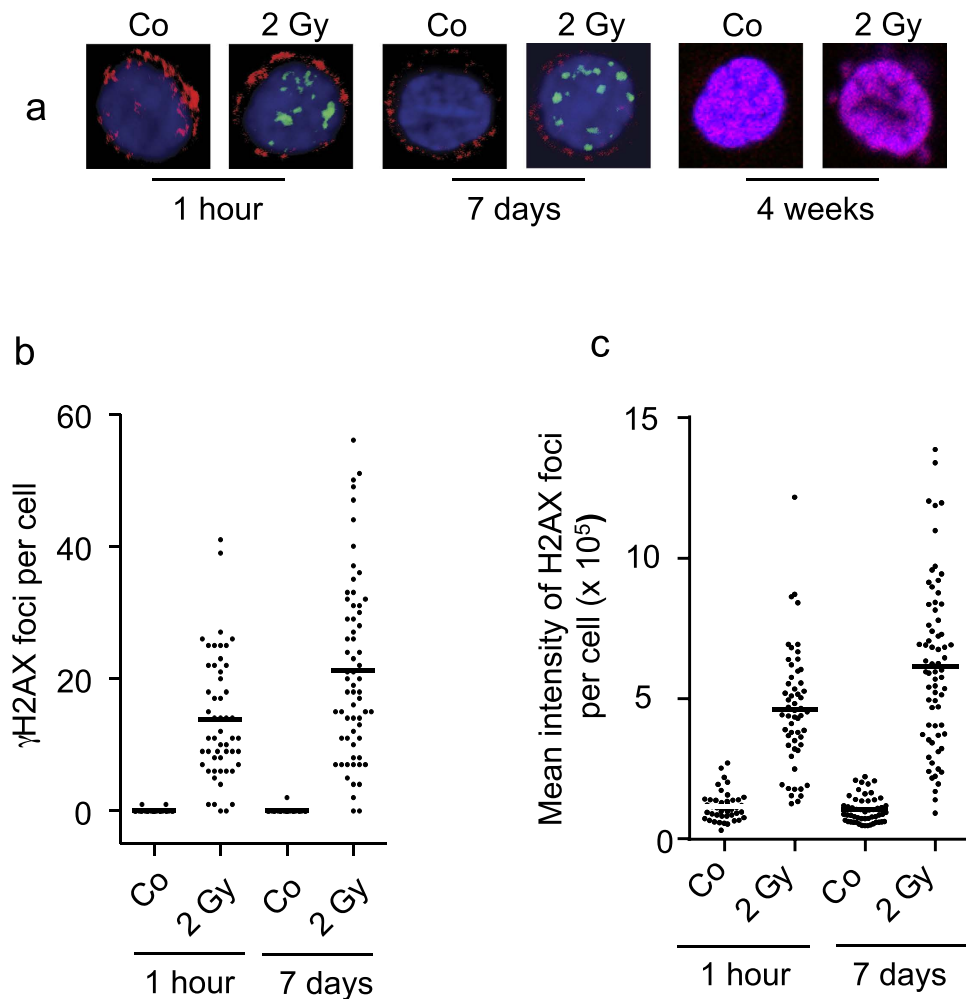 Co 2 Gy Co 2 Gy Co 2 Gy
a
1 hour 7 days 4 weeks
b
γH2AX foci per cell
60
40
20
0
Co 2 Gy Co 2 Gy
1 hour 7 days
c
Mean intensity of H2AX foci
per cell (x 10⁵)
15
10
5
0
Co 2 Gy Co 2 Gy
1 hour 7 days